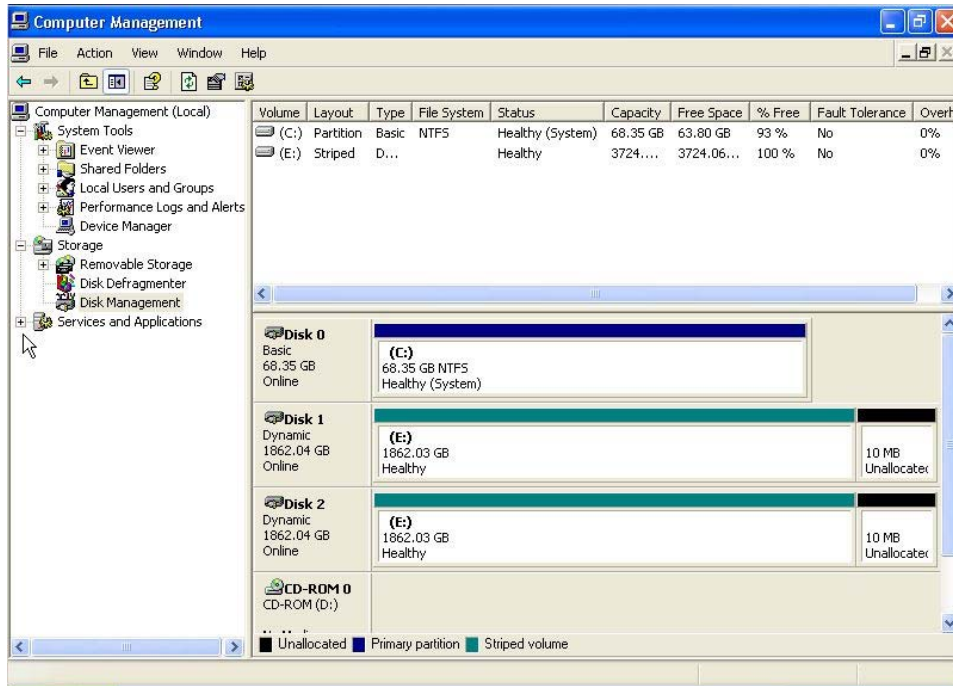 Computer Management
File Action View Window Help
Computer Management (Local)
System Tools
Event Viewer
Shared Folders
Local Users and Groups
Performance Logs and Alerts
Device Manager
Storage
Removable Storage
Disk Defragmenter
Disk Management
Services and Applications
Volume Layout Type File System Status Capacity Free Space % Free Fault Tolerance Overh
(C:) Partition Basic NTFS Healthy (System) 68.35 GB 63.80 GB 93 % No 0%
(E:) Striped D... Healthy 3724.... 3724.06... 100 % No 0%
Disk 0
Basic
68.35 GB
Online
(C:)
68.35 GB NTFS
Healthy (System)
Disk 1
Dynamic
1862.04 GB
Online
(E:)
1862.03 GB
Healthy
10 MB
Unallocated
Disk 2
Dynamic
1862.04 GB
Online
(E:)
1862.03 GB
Healthy
10 MB
Unallocated
CD-ROM 0
CD-ROM (D:)
Unallocated Primary partition Striped volume